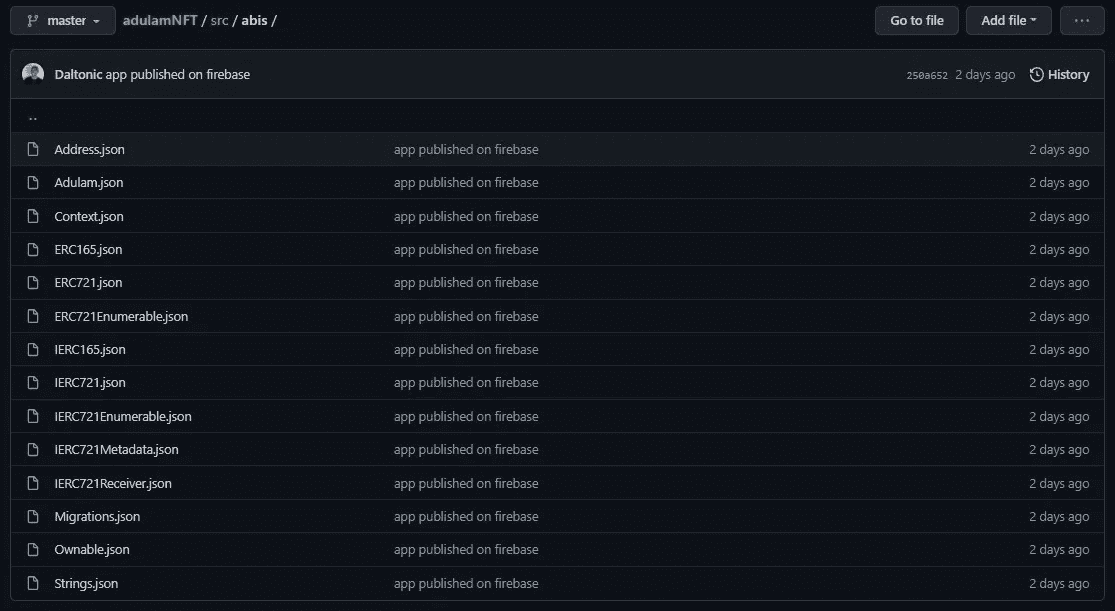 master adulamNFT / src / abis / Go to file Add file ...
Daltonic app published on firebase 250a652 2 days ago History
..
Address.json app published on firebase 2 days ago
Adulam.json app published on firebase 2 days ago
Context.json app published on firebase 2 days ago
ERC165.json app published on firebase 2 days ago
ERC721.json app published on firebase 2 days ago
ERC721Enumerable.json app published on firebase 2 days ago
IERC165.json app published on firebase 2 days ago
IERC721.json app published on firebase 2 days ago
IERC721Enumerable.json app published on firebase 2 days ago
IERC721Metadata.json app published on firebase 2 days ago
IERC721Receiver.json app published on firebase 2 days ago
Migrations.json app published on firebase 2 days ago
Ownable.json app published on firebase 2 days ago
Strings.json app published on firebase 2 days ago